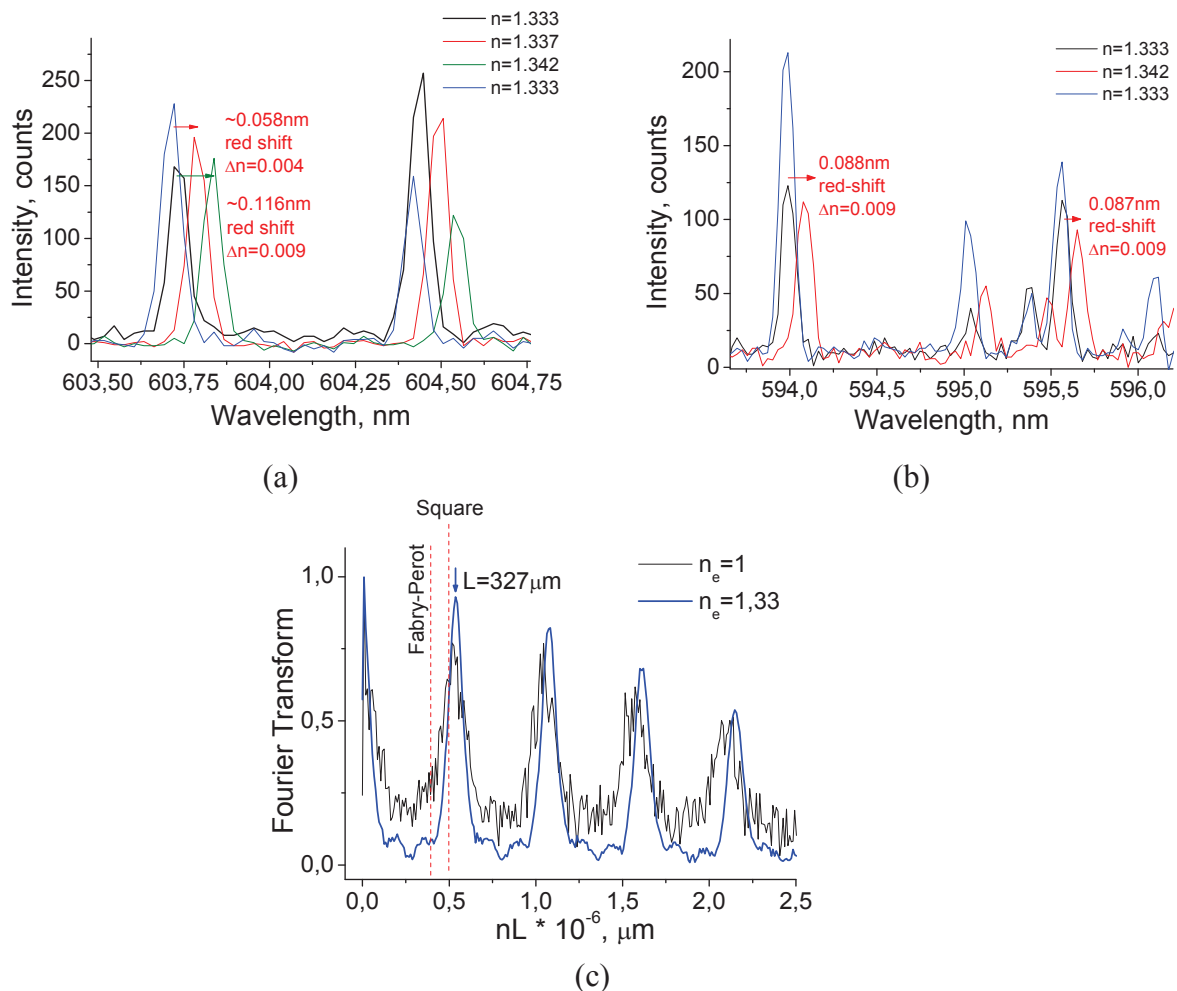 n=1.333
n=1.337
n=1.342
n=1.333
250
200
150
100
50
0
Intensity, counts
~0.058nm
red shift
Δn=0.004
~0.116nm
red shift
Δn=0.009
603,50 603,75 604,00 604,25 604,50 604,75
Wavelength, nm
(a)
n=1.333
n=1.342
n=1.333
200
150
100
50
0
Intensity, counts
0.088nm
red-shift
Δn=0.009
0.087nm
red-shift
Δn=0.009
594,0 594,5 595,0 595,5 596,0
Wavelength, nm
(b)
Square
Fabry-Perot
L=327μm
n_e=1
n_e=1,33
1,0
0,5
0,0
Fourier Transform
0,0 0,5 1,0 1,5 2,0 2,5
nL * 10^-6, μm
(c)